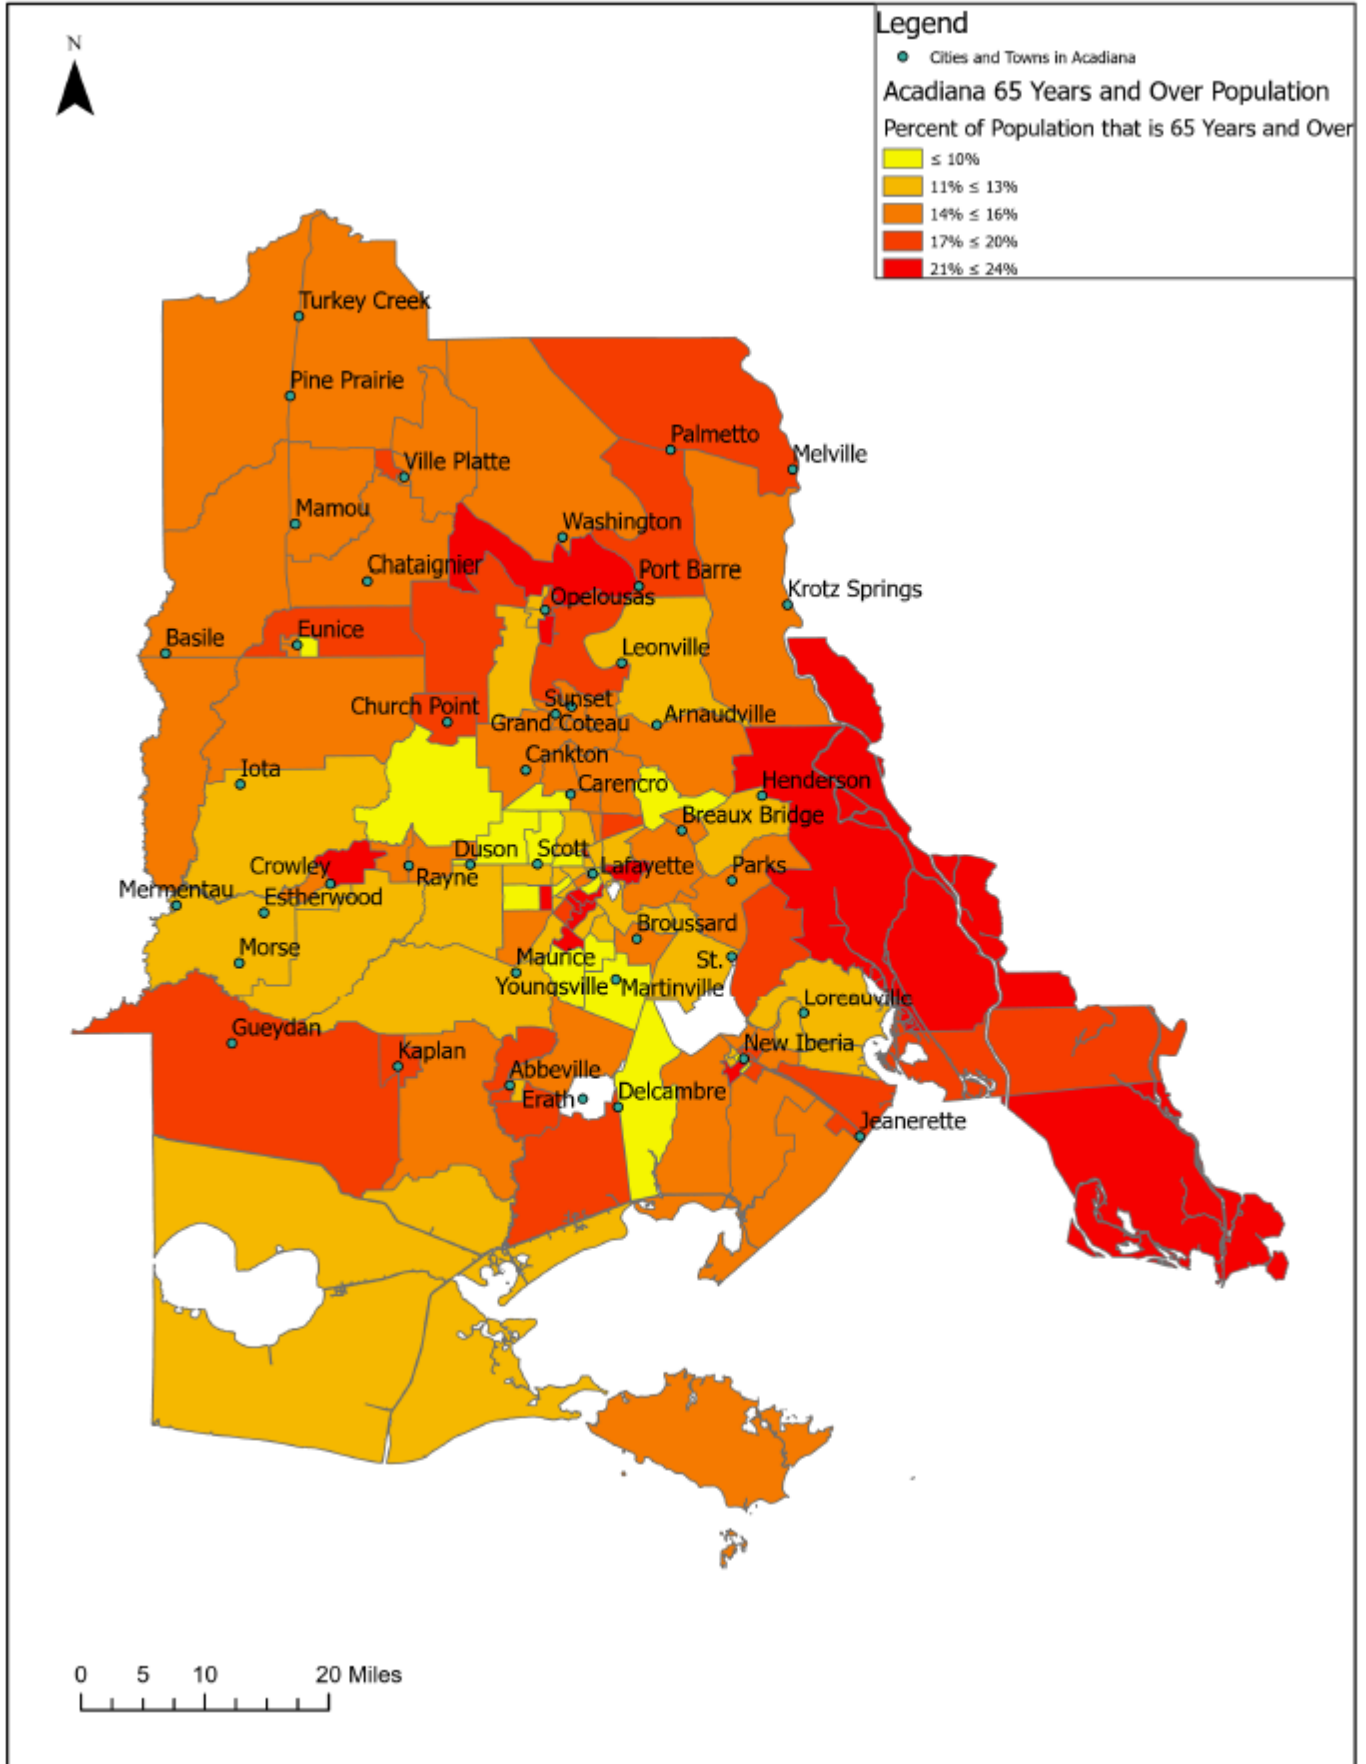 N
Legend
Cities and Towns in Acadiana
Acadiana 65 Years and Over Population
Percent of Population that is 65 Years and Over
≤ 10%
11% ≤ 13%
14% ≤ 16%
17% ≤ 20%
21% ≤ 24%
Turkey Creek
Pine Prairie
Palmetto
Melville
Ville Platte
Mamou
Washington
Chataignier
Port Barre
Krotz Springs
Opelousas
Basile
Eunice
Leonville
Church Point
Sunset
Grand Coteau
Arnaudville
Cankton
Iota
Carencro
Henderson
Breaux Bridge
Duson
Scott
Crowley
Rayne
Lafayette
Parks
Mermentau
Estherwood
Broussard
Morse
Maurice
St.
Youngsville
Martinville
Loreauville
Gueydan
Kaplan
New Iberia
Abbeville
Erath
Delcambre
Jeanerette
0 5 10 20 Miles